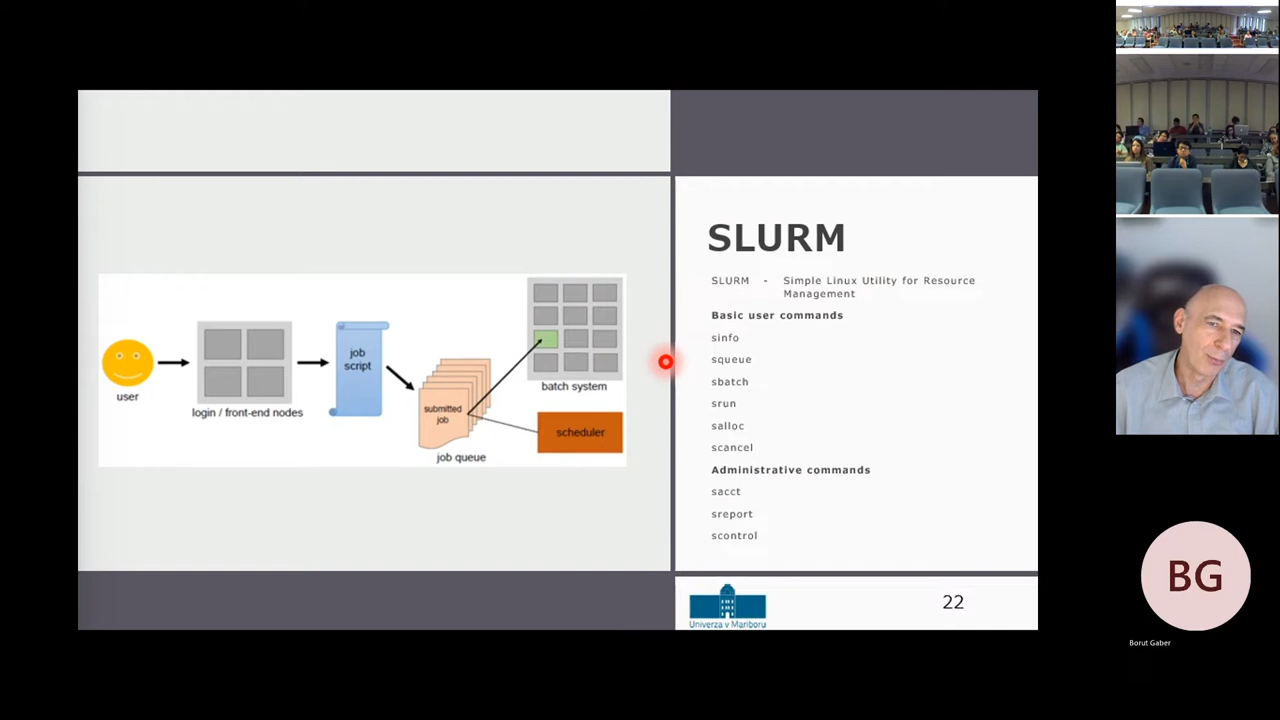 user
login / front-end nodes
job
script
submitted
job
job queue
batch system
scheduler
SLURM
SLURM - Simple Linux Utility for Resource
Management
Basic user commands
sinfo
squeue
sbatch
srun
salloc
scancel
Administrative commands
sacct
sreport
scontrol
Univerza v Mariboru
22
BG
Borut Gaber